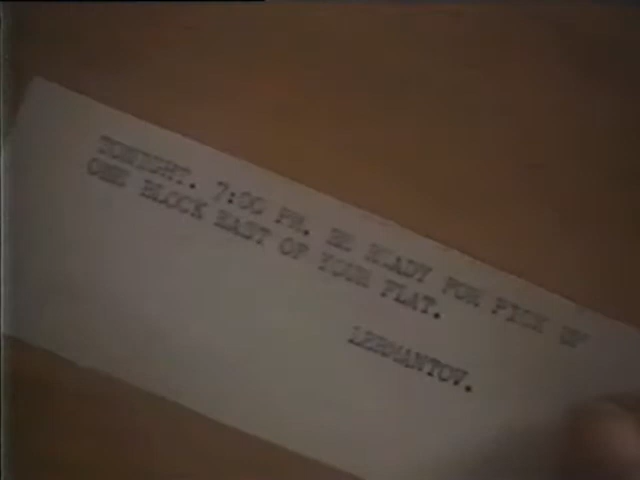 TONIGHT. 7:00 PM. BE READY FOR PICK UP
ONE BLOCK EAST OF YOUR FLAT.
LERMANTOV.